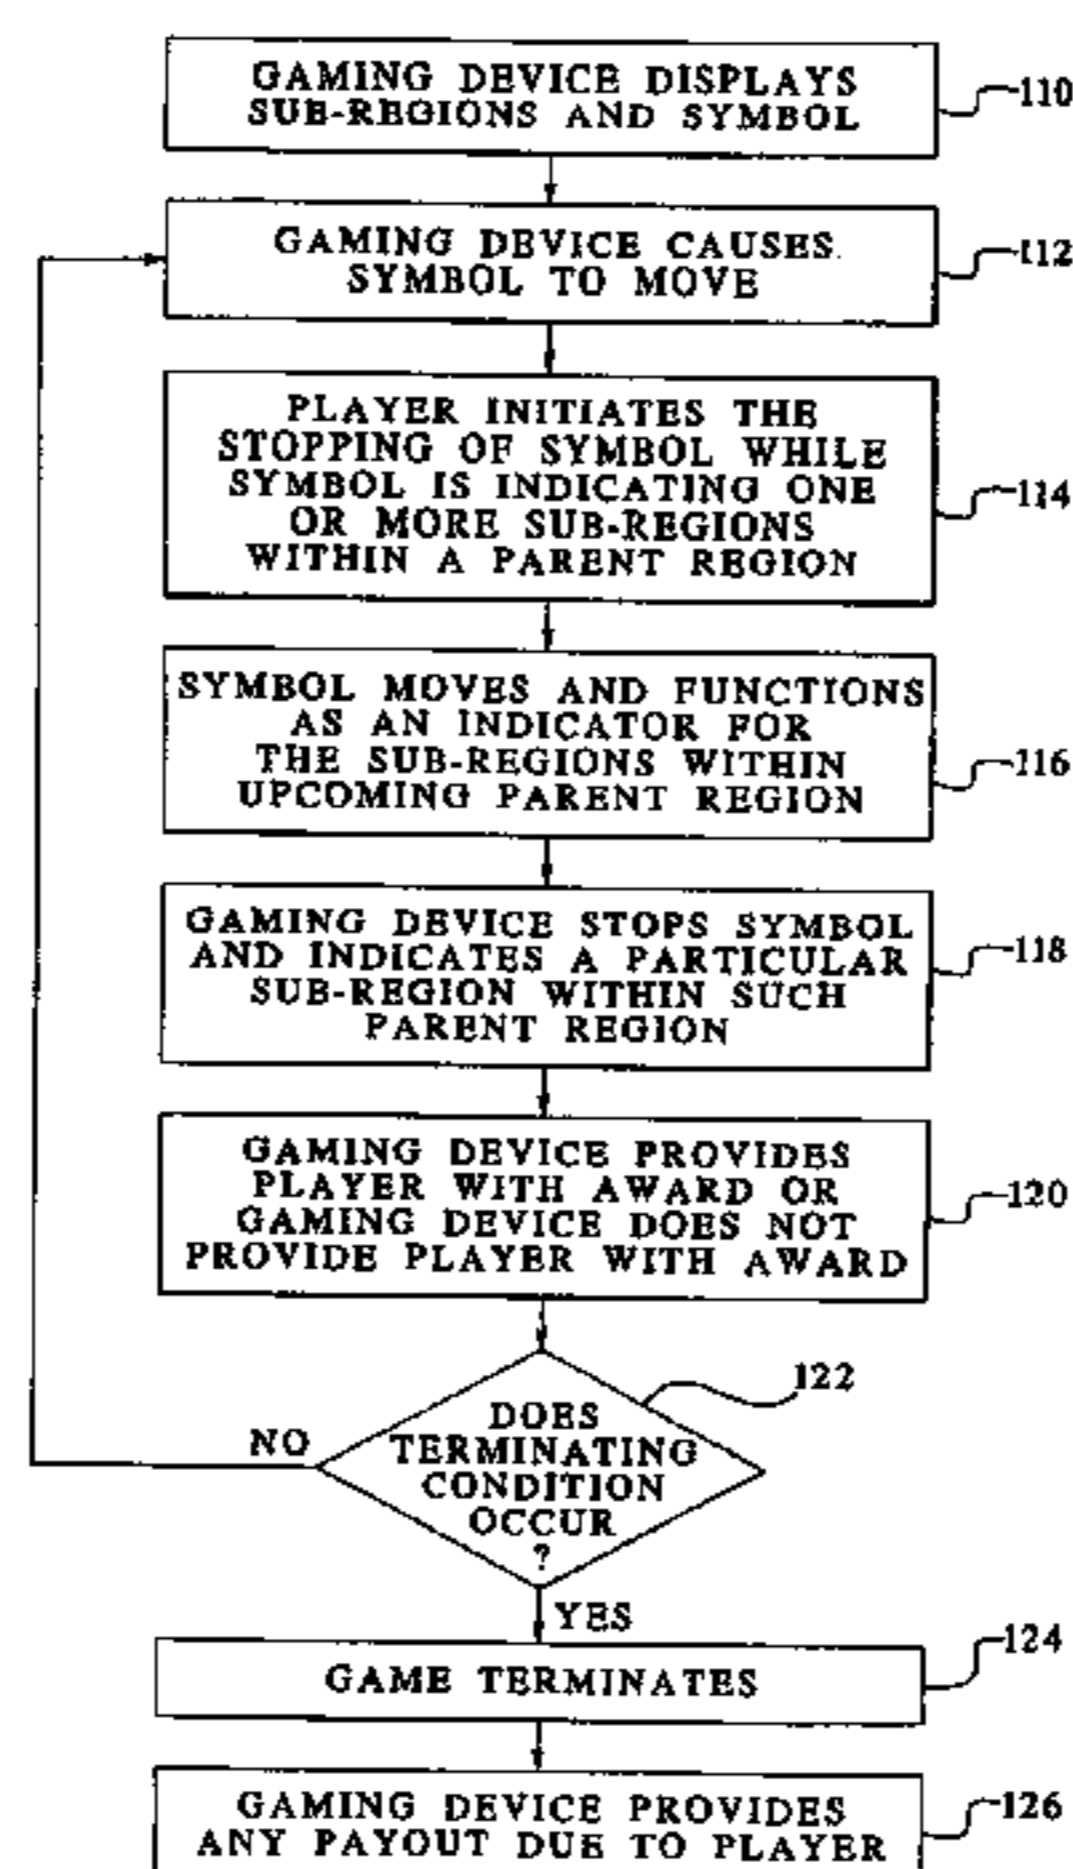 GAMING DEVICE DISPLAYS
SUB-REGIONS AND SYMBOL
110
GAMING DEVICE CAUSES
SYMBOL TO MOVE
112
PLAYER INITIATES THE
STOPPING OF SYMBOL WHILE
SYMBOL IS INDICATING ONE
OR MORE SUB-REGIONS
WITHIN A PARENT REGION
114
SYMBOL MOVES AND FUNCTIONS
AS AN INDICATOR FOR
THE SUB-REGIONS WITHIN
UPCOMING PARENT REGION
116
GAMING DEVICE STOPS SYMBOL
AND INDICATES A PARTICULAR
SUB-REGION WITHIN SUCH
PARENT REGION
118
GAMING DEVICE PROVIDES
PLAYER WITH AWARD OR
GAMING DEVICE DOES NOT
PROVIDE PLAYER WITH AWARD
120
122
DOES
TERMINATING
CONDITION
OCCUR
?
NO
YES
GAME TERMINATES
124
GAMING DEVICE PROVIDES
ANY PAYOUT DUE TO PLAYER
126